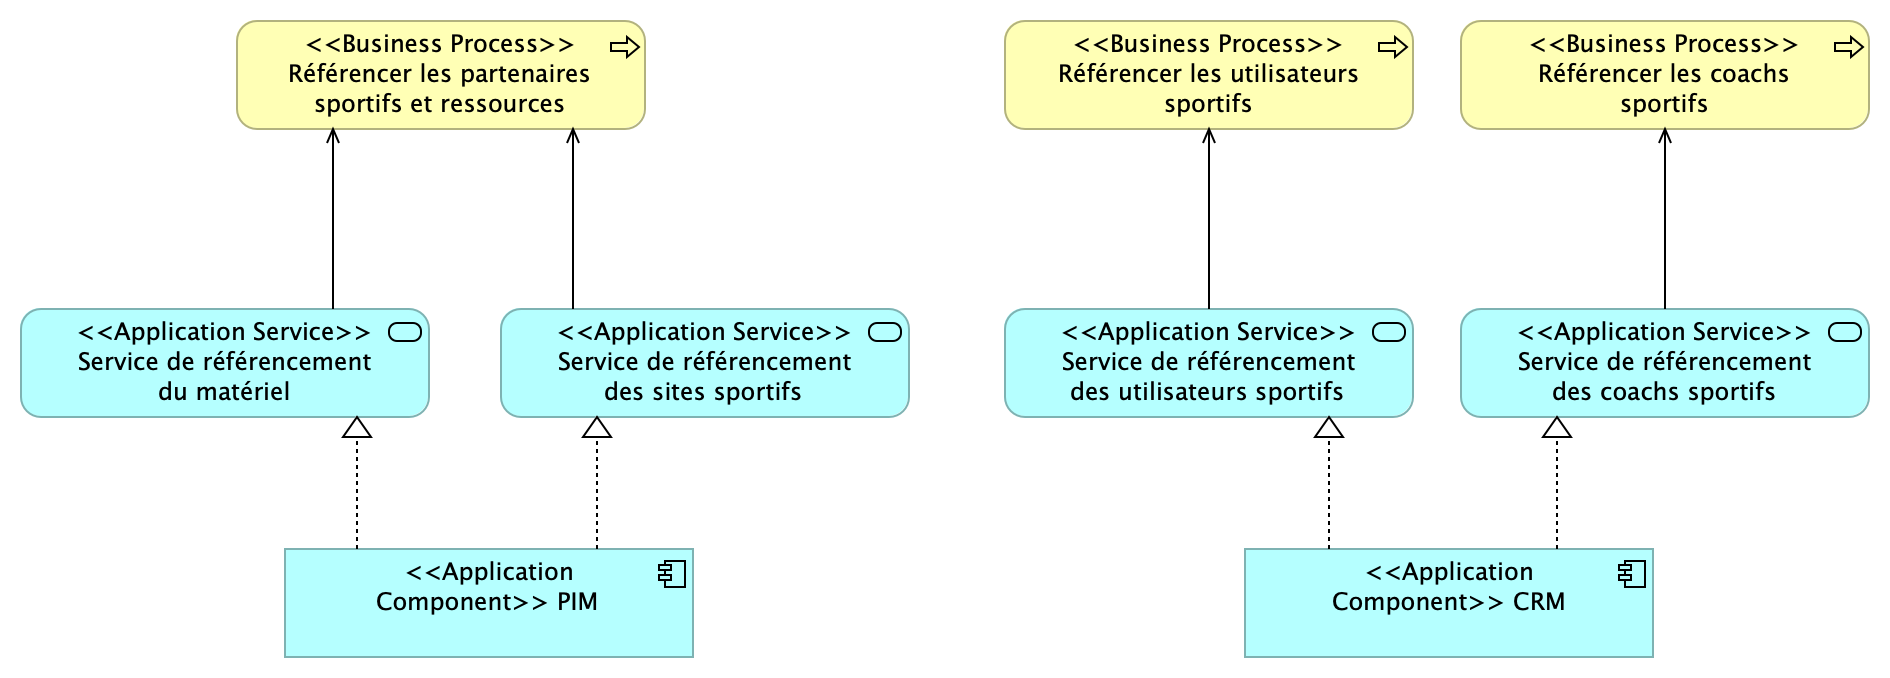 <<Business Process>>
Référencer les partenaires
sportifs et ressources
<<Business Process>>
Référencer les utilisateurs
sportifs
<<Business Process>>
Référencer les coachs
sportifs
<<Application Service>>
Service de référencement
du matériel
<<Application Service>>
Service de référencement
des sites sportifs
<<Application Service>>
Service de référencement
des utilisateurs sportifs
<<Application Service>>
Service de référencement
des coachs sportifs
<<Application
Component>> PIM
<<Application
Component>> CRM